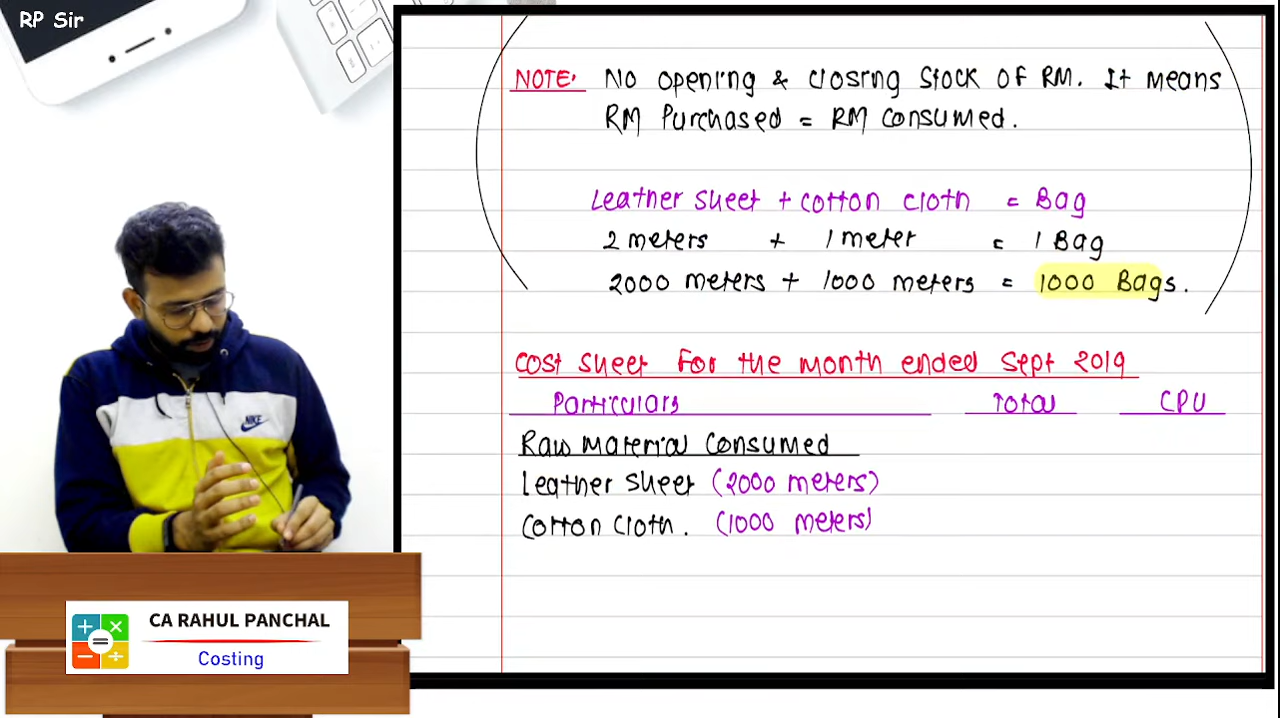 RP Sir
NOTE: No opening & closing stock of RM. It means
RM Purchased = RM consumed.
Leather sheet + cotton cloth = Bag
2 meters + 1 meter = 1 Bag
2000 meters + 1000 meters = 1000 Bags.
Cost sheet for the month ended Sept 2019
Particulars Total CPU
Raw material consumed
Leather sheet (2000 meters)
Cotton cloth. (1000 meters)
NIKE
CA RAHUL PANCHAL
Costing